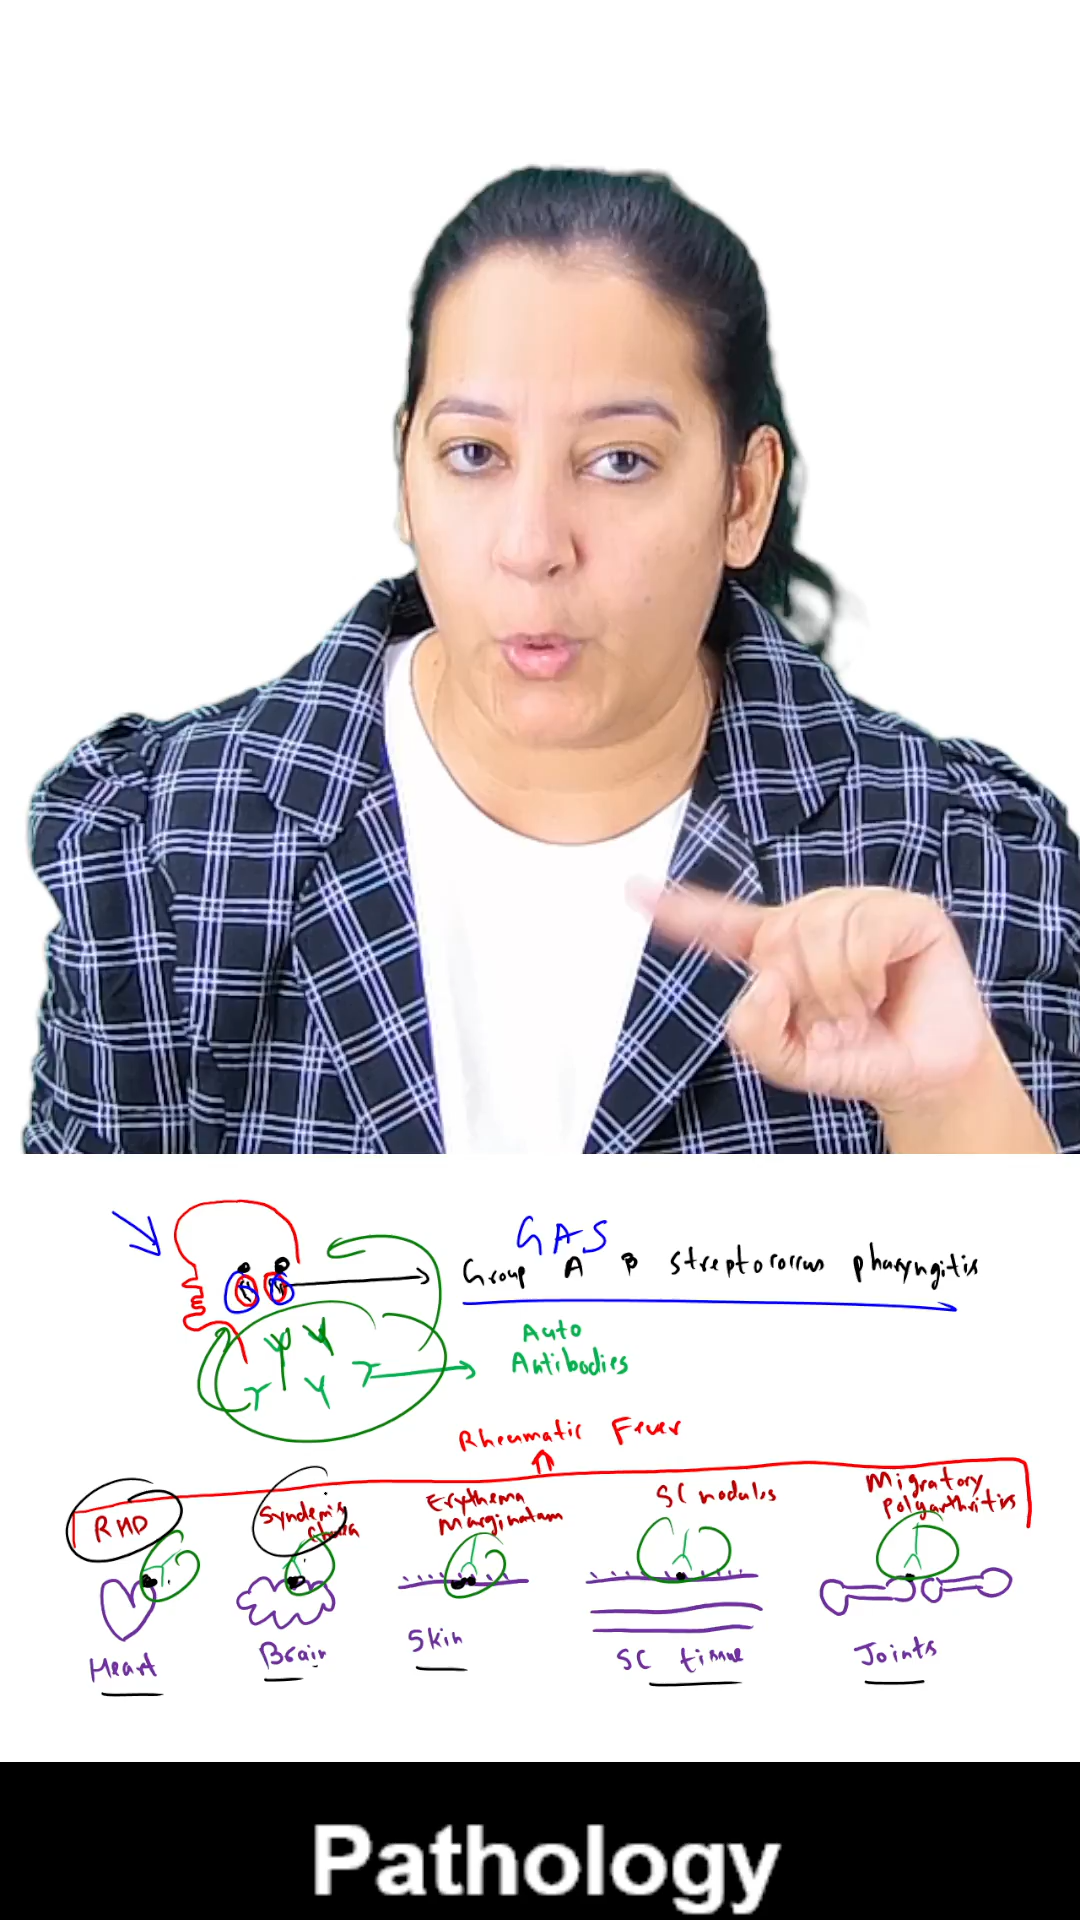 GAS
Group A β streptococcus pharyngitis
Auto
Antibodies
Rheumatic Fever
RHD
Erythema
Marginatum
SC nodules
Migratory
polyarthritis
Heart
Brain
Skin
SC tissue
Joints
Pathology